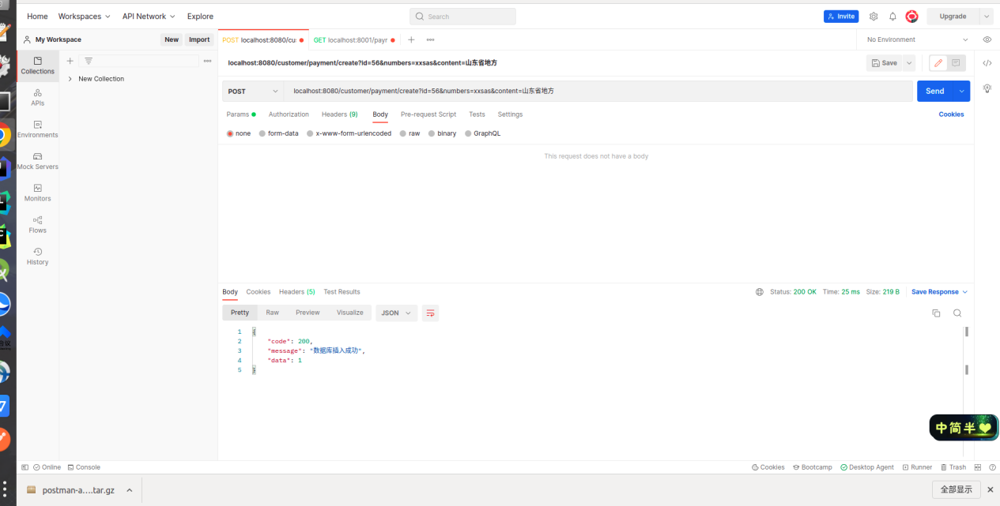 Home Workspaces API Network Explore Search Invite Upgrade
My Workspace New Import POST localhost:8080/cu GET localhost:8001/payr No Environment
Collections
APIs
Environments
Mock Servers
Monitors
Flows
History
New Collection
localhost:8080/customer/payment/create?id=56&numbers=xxsas&content=山东省地方 Save
POST localhost:8080/customer/payment/create?id=56&numbers=xxsas&content=山东省地方 Send
Params Authorization Headers (9) Body Pre-request Script Tests Settings Cookies
none form-data x-www-form-urlencoded raw binary GraphQL
This request does not have a body
Body Cookies Headers (5) Test Results Status: 200 OK Time: 25 ms Size: 219 B Save Response
Pretty Raw Preview Visualize JSON
1 {
2 "code": 200,
3 "message": "数据库插入成功",
4 "data": 1
5 }
中简半
Online Console Cookies Bootcamp Desktop Agent Runner Trash
postman-a....tar.gz 全部显示